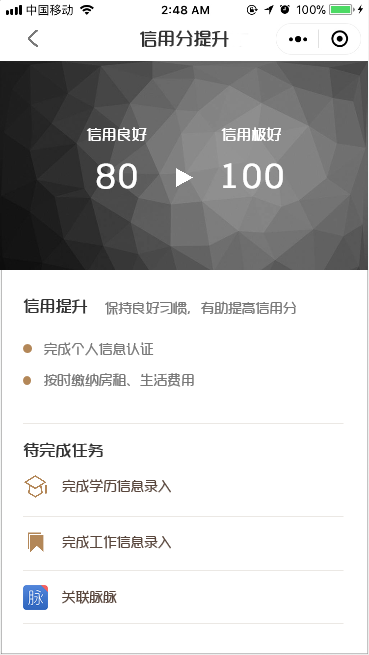 中国移动 2:48 AM 100%
信用分提升
信用良好 信用极好
80 100
信用提升 保持良好习惯，有助提高信用分
完成个人信息认证
按时缴纳房租、生活费用
待完成任务
完成学历信息录入
完成工作信息录入
脉 关联脉脉